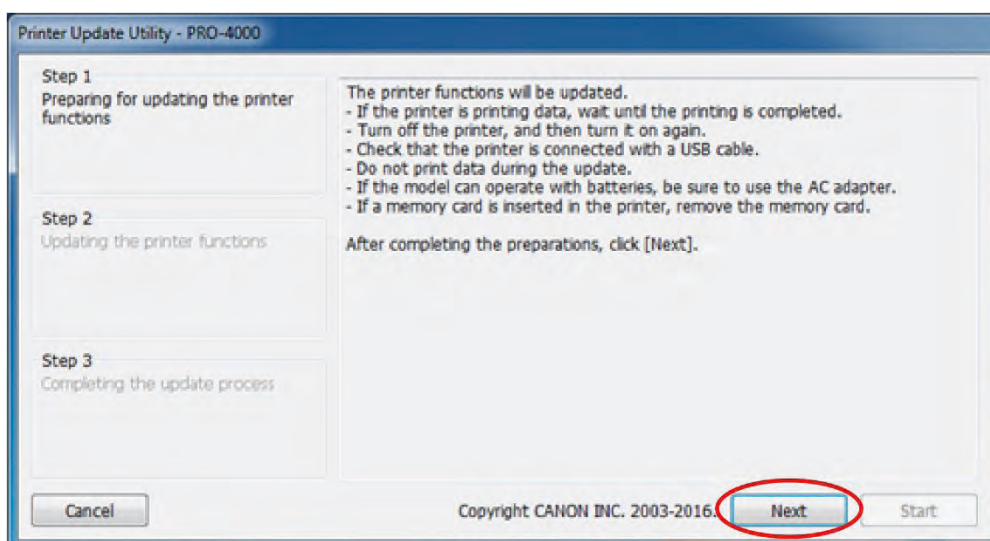 Printer Update Utility - PRO-4000
Step 1
Preparing for updating the printer
functions
Step 2
Updating the printer functions
Step 3
Completing the update process
The printer functions will be updated.
- If the printer is printing data, wait until the printing is completed.
- Turn off the printer, and then turn it on again.
- Check that the printer is connected with a USB cable.
- Do not print data during the update.
- If the model can operate with batteries, be sure to use the AC adapter.
- If a memory card is inserted in the printer, remove the memory card.
After completing the preparations, click [Next].
Cancel
Copyright CANON INC. 2003-2016.
Next
Start